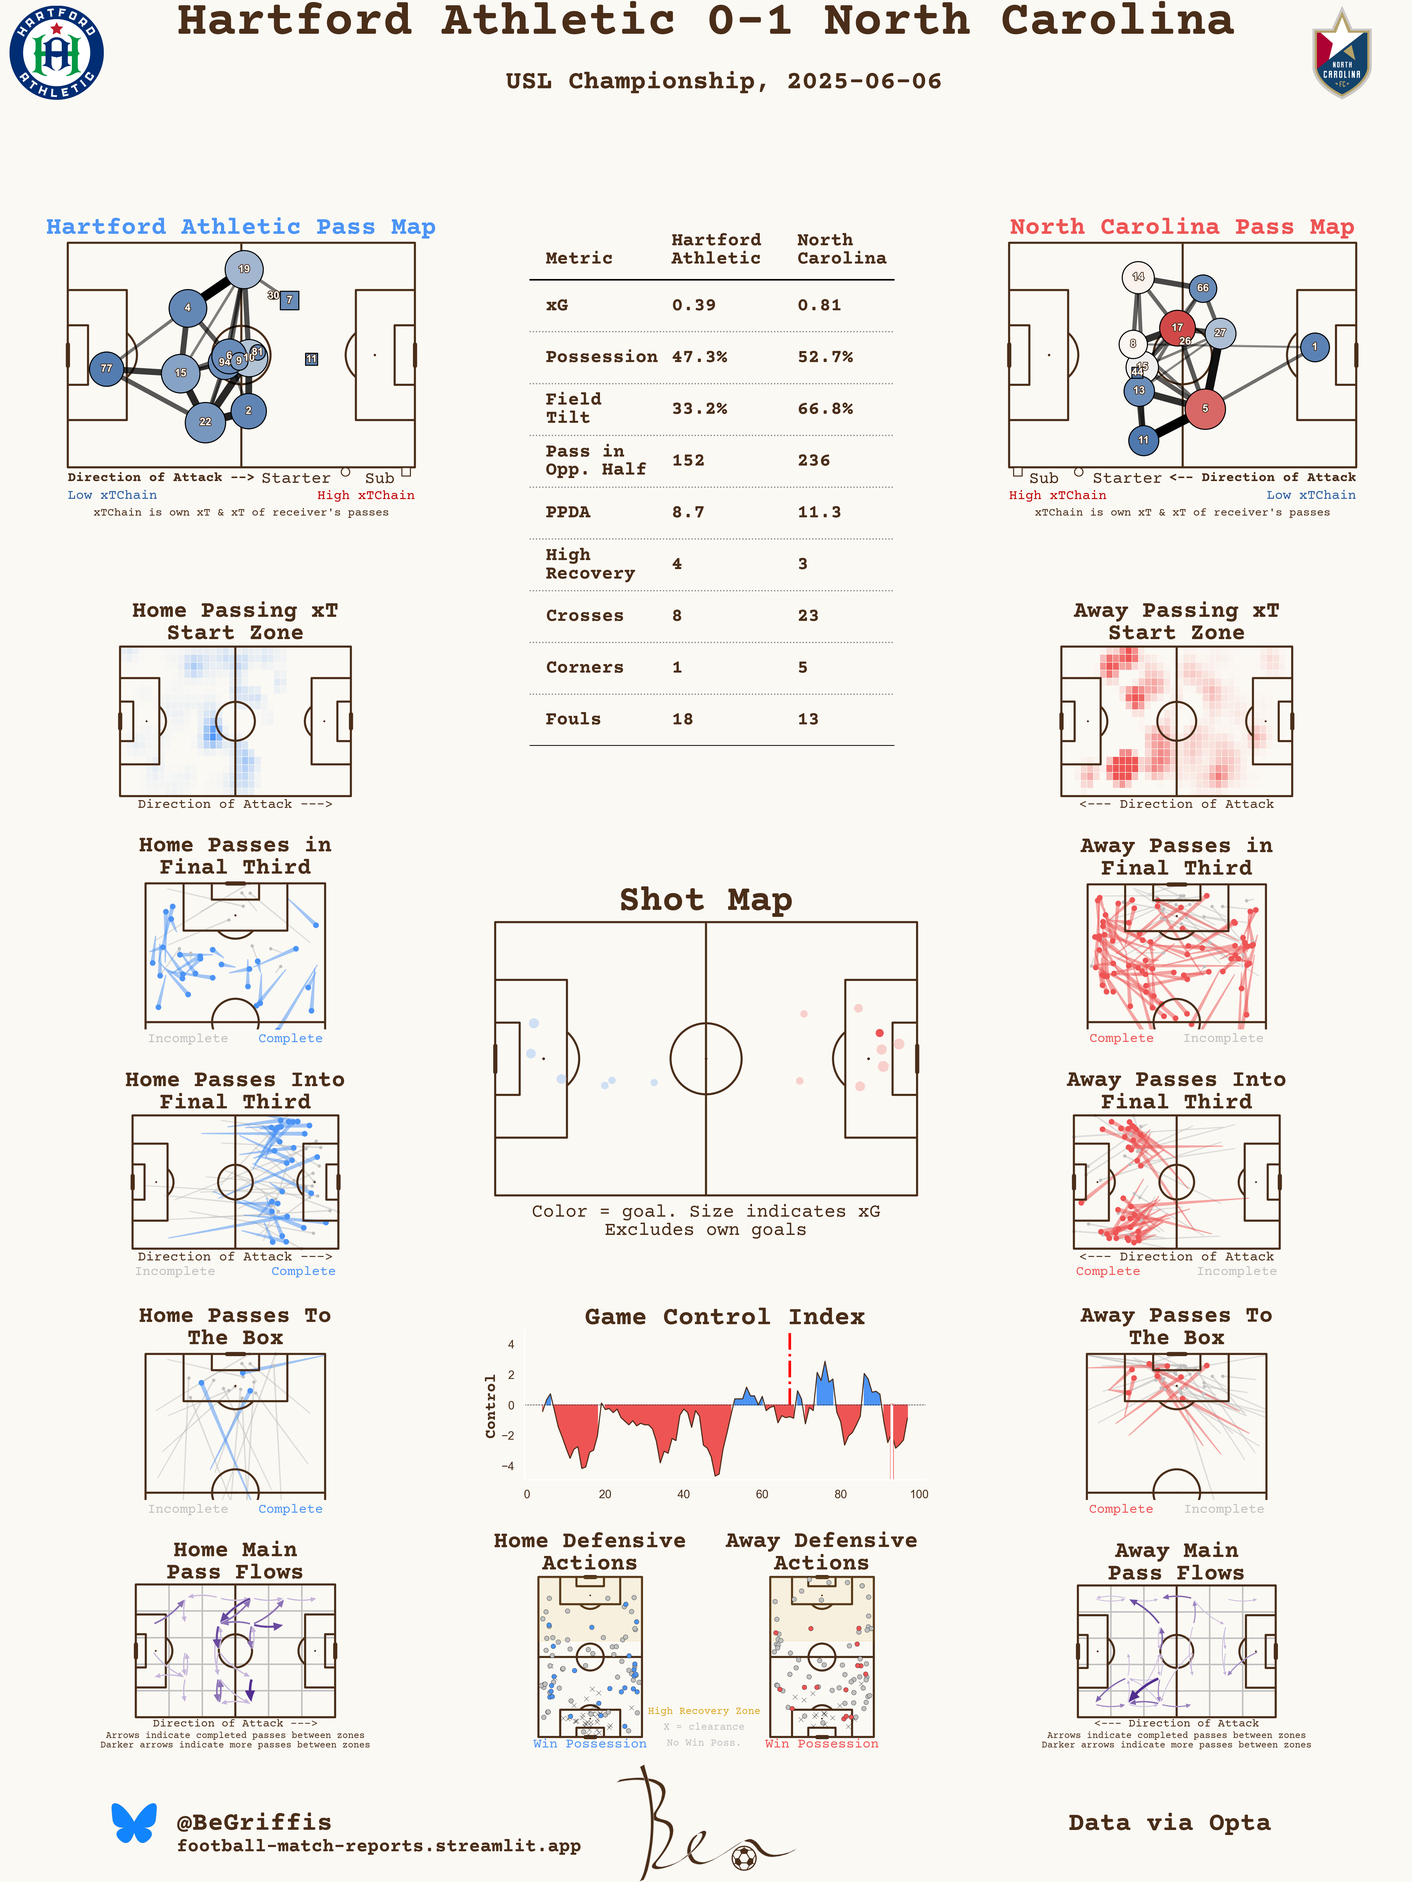 Hartford Athletic 0-1 North Carolina
USL Championship, 2025-06-06
HARTFORD
ATHLETIC
NORTH
CAROLINA
FC
Hartford Athletic Pass Map
19
30
7
4
6
94
9
10
81
11
77
15
22
2
Direction of Attack --> Starter Sub
Low xTChain High xTChain
xTChain is own xT & xT of receiver's passes
Metric Hartford Athletic North Carolina
xG 0.39 0.81
Possession 47.3% 52.7%
Field Tilt 33.2% 66.8%
Pass in Opp. Half 152 236
PPDA 8.7 11.3
High Recovery 4 3
Crosses 8 23
Corners 1 5
Fouls 18 13
North Carolina Pass Map
14
66
17
27
8
26
1
15
13
5
11
Sub Starter <-- Direction of Attack
High xTChain Low xTChain
xTChain is own xT & xT of receiver's passes
Home Passing xT
Start Zone
Direction of Attack --->
Away Passing xT
Start Zone
<--- Direction of Attack
Home Passes in
Final Third
Incomplete Complete
Away Passes in
Final Third
Complete Incomplete
Shot Map
Color = goal. Size indicates xG
Excludes own goals
Home Passes Into
Final Third
Direction of Attack --->
Incomplete Complete
Away Passes Into
Final Third
<--- Direction of Attack
Complete Incomplete
Home Passes To
The Box
Incomplete Complete
Game Control Index
Control
4
2
0
−2
−4
0 20 40 60 80 100
Away Passes To
The Box
Complete Incomplete
Home Main
Pass Flows
Direction of Attack --->
Arrows indicate completed passes between zones
Darker arrows indicate more passes between zones
Home Defensive
Actions
Win Possession
Away Defensive
Actions
Win Possession
High Recovery Zone
X = clearance
No Win Poss.
Away Main
Pass Flows
<--- Direction of Attack
Arrows indicate completed passes between zones
Darker arrows indicate more passes between zones
@BeGriffis
football-match-reports.streamlit.app
Ben
Data via Opta